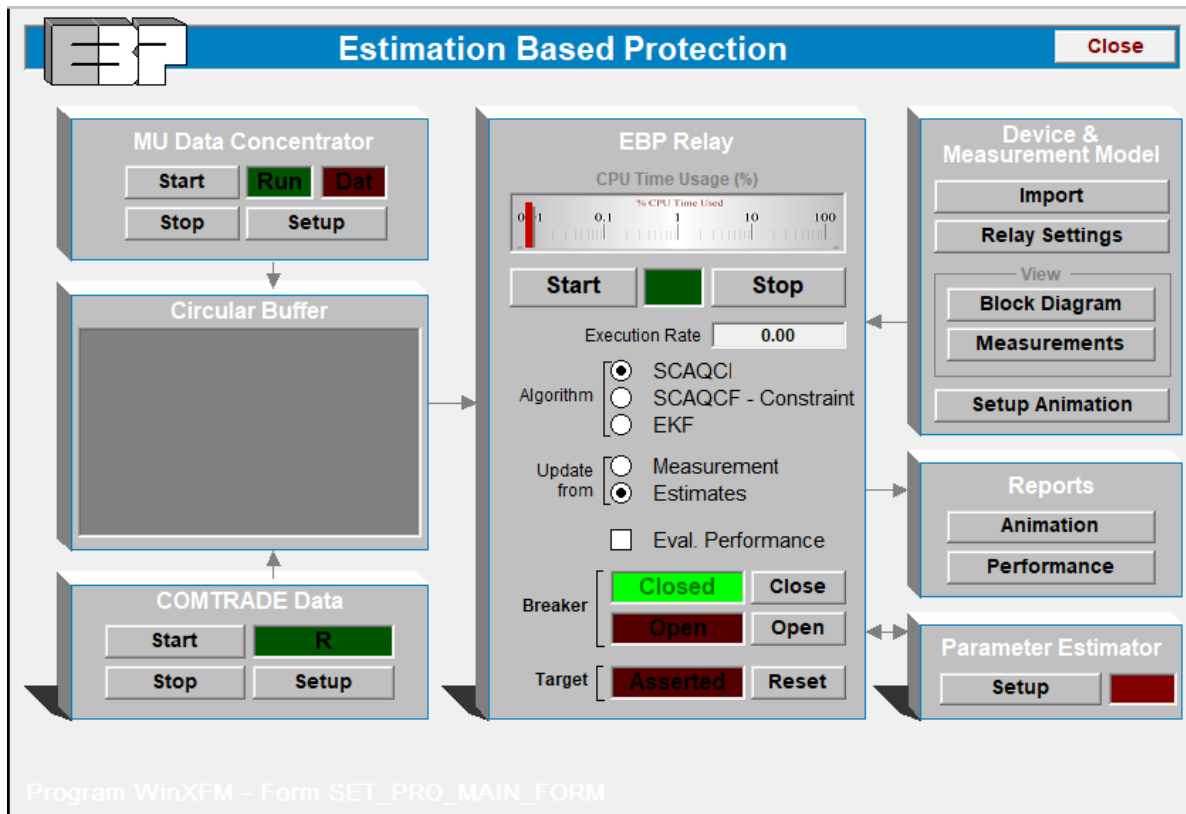 EBP
Estimation Based Protection
Close
MU Data Concentrator
Start Run Dat
Stop Setup
Circular Buffer
COMTRADE Data
Start R
Stop Setup
EBP Relay
CPU Time Usage (%)
% CPU Time Used
0.1 1 10 100
Start Stop
Execution Rate 0.00
Algorithm
SCAQCI
SCAQCF - Constraint
EKF
Update from
Measurement
Estimates
Eval. Performance
Breaker
Closed Close
Open Open
Target Asserted Reset
Device &
Measurement Model
Import
Relay Settings
View
Block Diagram
Measurements
Setup Animation
Reports
Animation
Performance
Parameter Estimator
Setup
Program WinXFM - Form SET_PRO_MAIN_FORM